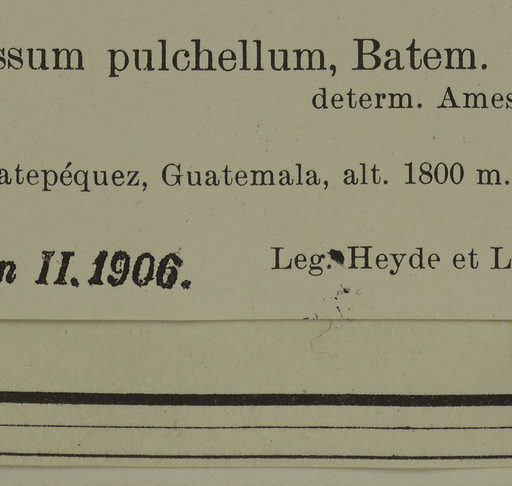 ssum pulchellum, Batem.
determ. Ames
atepéquez, Guatemala, alt. 1800 m.
n II. 1906.
Leg. Heyde et L